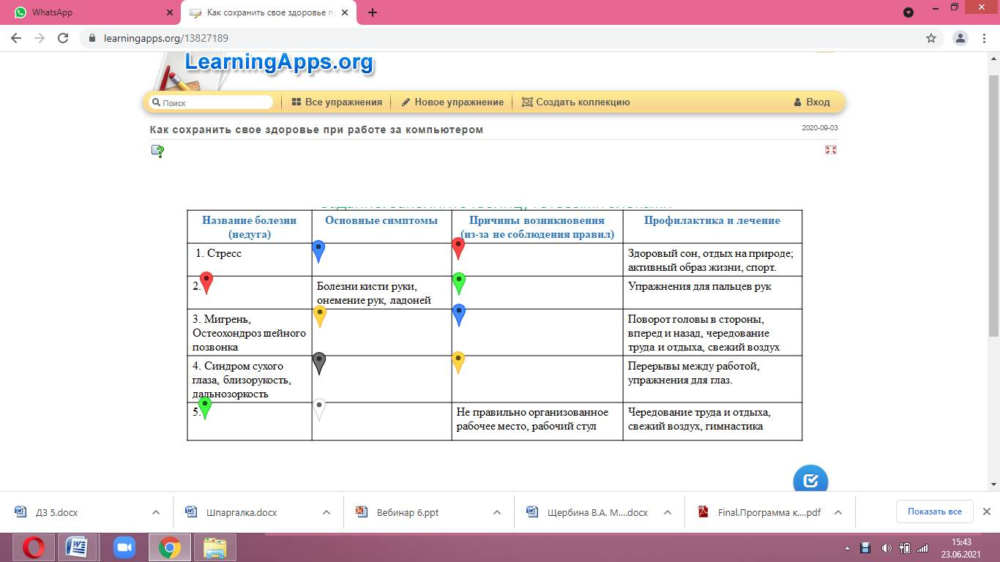 WhatsApp
Как сохранить свое здоровье п
learningapps.org/13827189
LearningApps.org
Поиск
Все упражнения
Новое упражнение
Создать коллекцию
Вход
Как сохранить свое здоровье при работе за компьютером
2020-09-03
Название болезни
(недуга)
Основные симптомы
Причины возникновения
(из-за не соблюдения правил)
Профилактика и лечение
1. Стресс
Здоровый сон, отдых на природе;
активный образ жизни, спорт.
2.
Болезни кисти руки,
онемение рук, ладоней
Упражнения для пальцев рук
3. Мигрень,
Остеохондроз шейного
позвонка
Поворот головы в стороны,
вперед и назад, чередование
труда и отдыха, свежий воздух
4. Синдром сухого
глаза, близорукость,
дальнозоркость
Перерывы между работой,
упражнения для глаз.
5.
Не правильно организованное
рабочее место, рабочий стул
Чередование труда и отдыха,
свежий воздух, гимнастика
ДЗ 5.docx
Шпаргалка.docx
Вебинар 6.ppt
Щербина В.А. М....docx
Final.Программа к....pdf
Показать все
15:43
23.06.2021